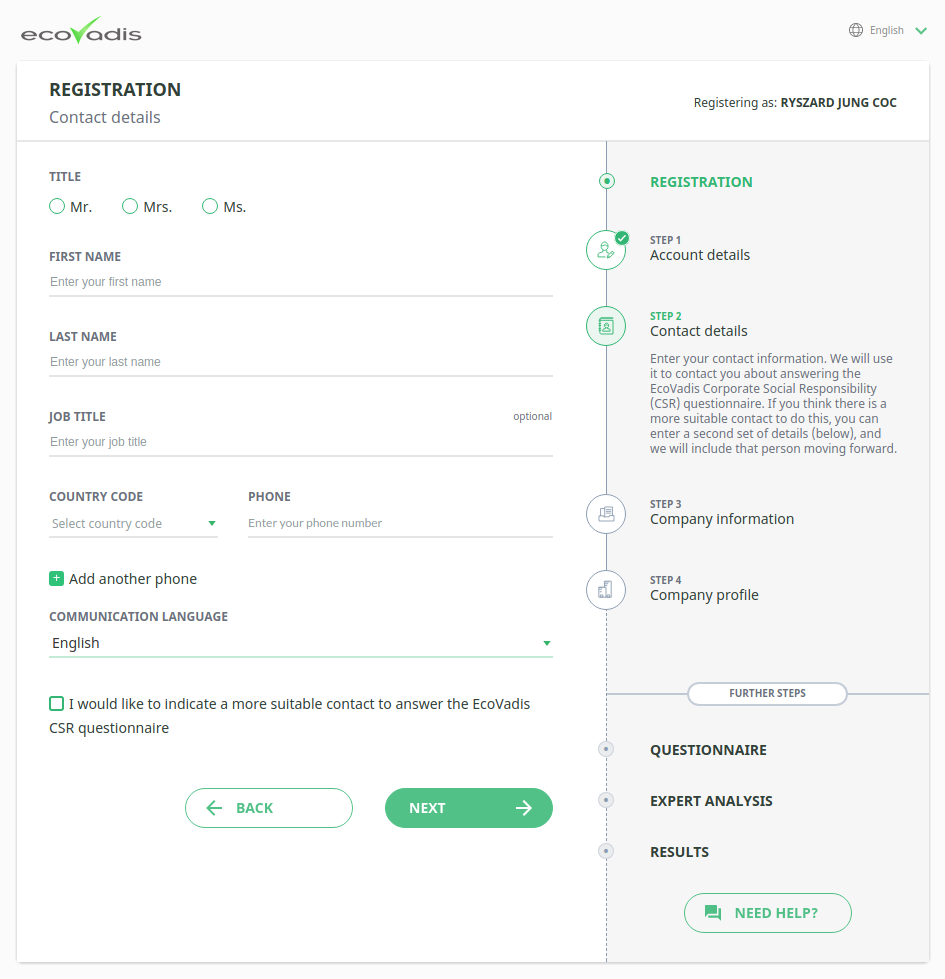 ecoVadis
English
REGISTRATION
Contact details
Registering as: RYSZARD JUNG COC
TITLE
Mr.
Mrs.
Ms.
FIRST NAME
Enter your first name
LAST NAME
Enter your last name
JOB TITLE
optional
Enter your job title
COUNTRY CODE
PHONE
Select country code
Enter your phone number
Add another phone
COMMUNICATION LANGUAGE
English
I would like to indicate a more suitable contact to answer the EcoVadis
CSR questionnaire
BACK
NEXT
REGISTRATION
STEP 1
Account details
STEP 2
Contact details
Enter your contact information. We will use
it to contact you about answering the
EcoVadis Corporate Social Responsibility
(CSR) questionnaire. If you think there is a
more suitable contact to do this, you can
enter a second set of details (below), and
we will include that person moving forward.
STEP 3
Company information
STEP 4
Company profile
FURTHER STEPS
QUESTIONNAIRE
EXPERT ANALYSIS
RESULTS
NEED HELP?